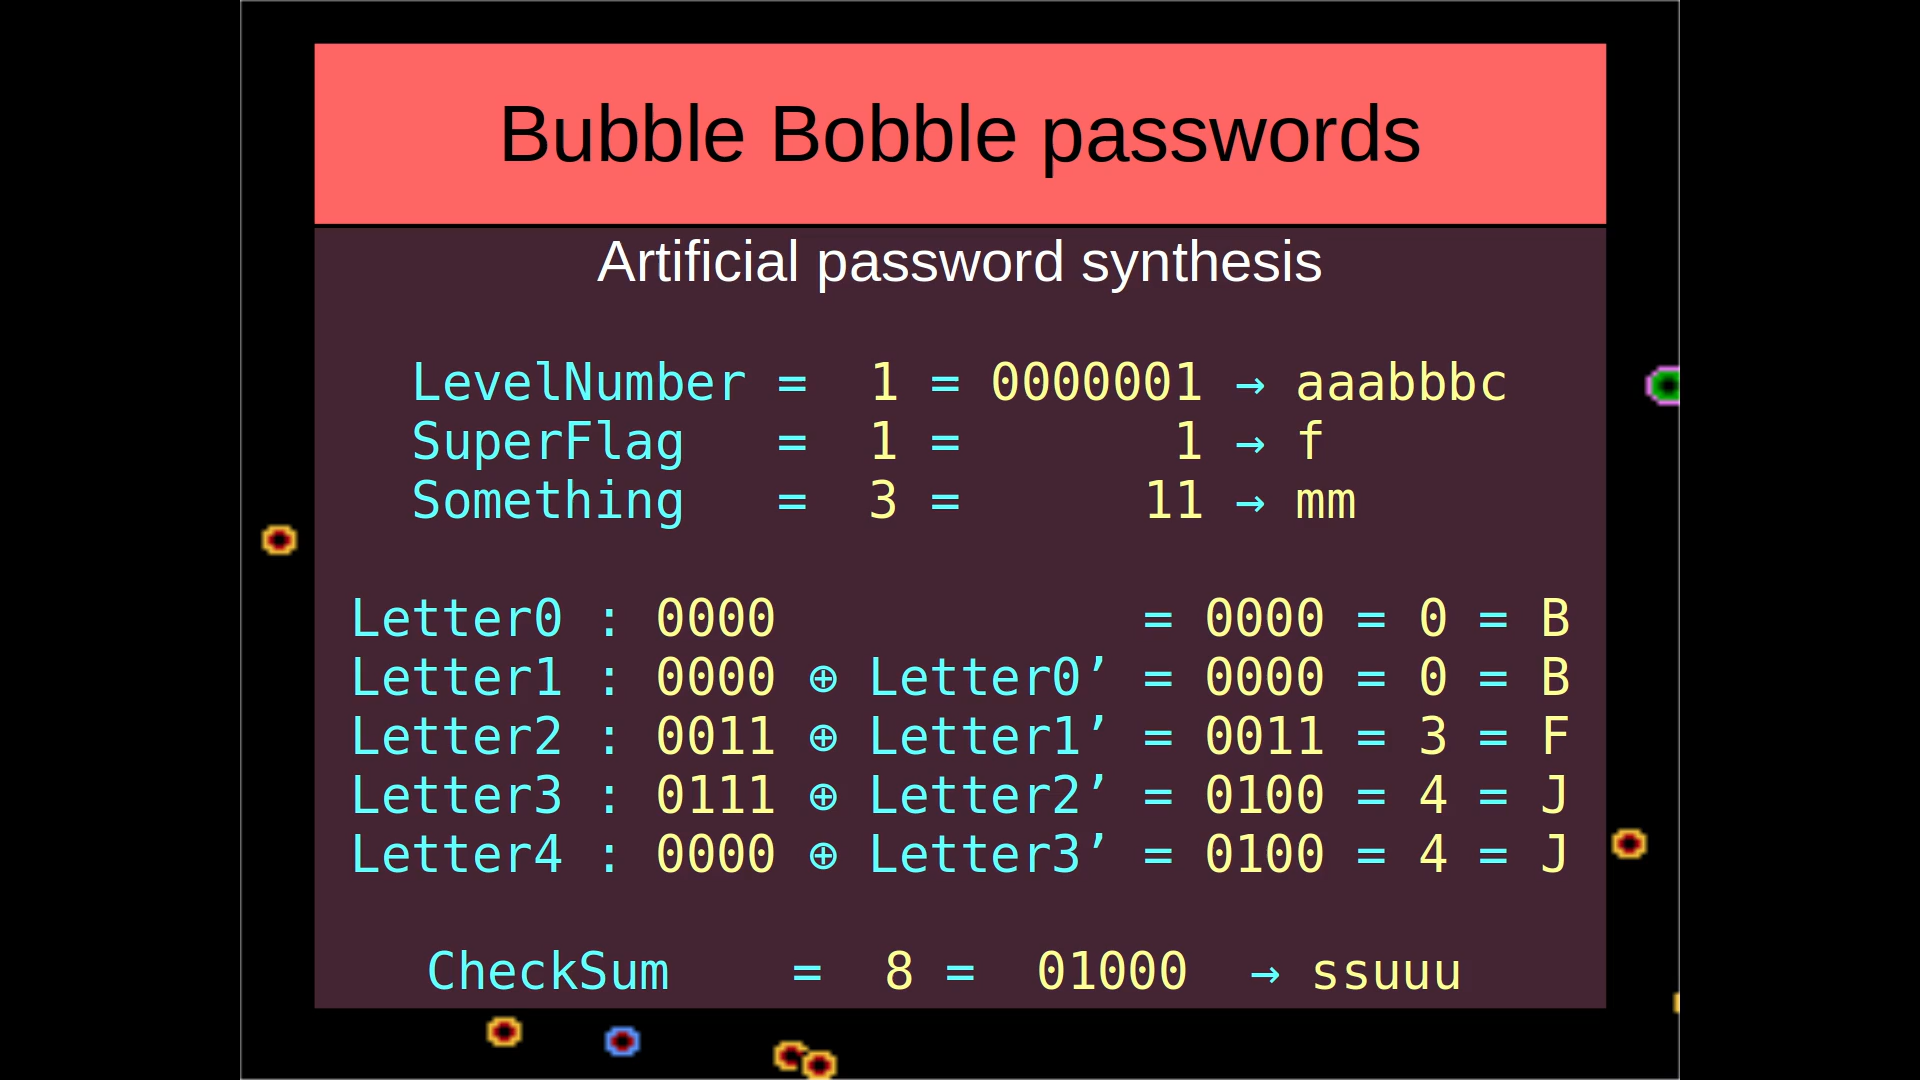 Bubble Bobble passwords
Artificial password synthesis
LevelNumber = 1 = 0000001 → aaabbbc
SuperFlag = 1 = 1 → f
Something = 3 = 11 → mm
Letter0 : 0000 = 0000 = 0 = B
Letter1 : 0000 ⊕ Letter0’ = 0000 = 0 = B
Letter2 : 0011 ⊕ Letter1’ = 0011 = 3 = F
Letter3 : 0111 ⊕ Letter2’ = 0100 = 4 = J
Letter4 : 0000 ⊕ Letter3’ = 0100 = 4 = J
CheckSum = 8 = 01000 → ssuuu